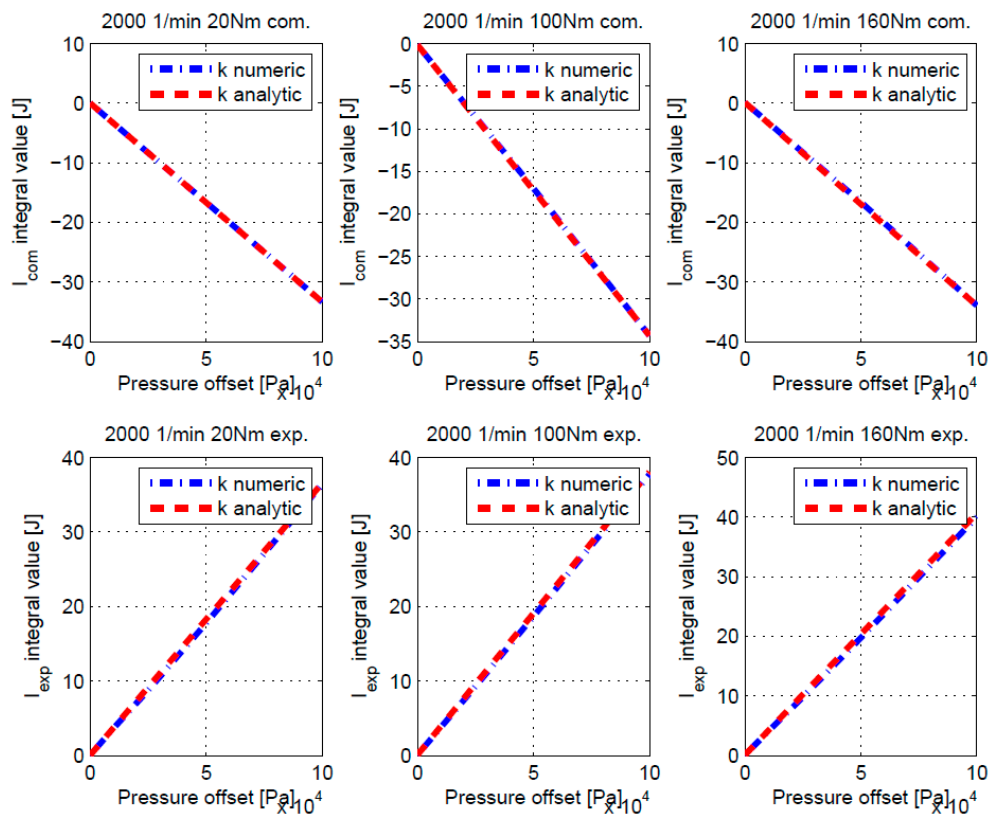 2000 1/min 20Nm com.
10
0
−10
−20
−30
−40
I_com integral value [J]
k numeric
k analytic
0
5
10
Pressure offset [Pa]
x 10^4
2000 1/min 100Nm com.
0
−5
−10
−15
−20
−25
−30
−35
I_com integral value [J]
k numeric
k analytic
0
5
10
Pressure offset [Pa]
x 10^4
2000 1/min 160Nm com.
10
0
−10
−20
−30
−40
I_com integral value [J]
k numeric
k analytic
0
5
10
Pressure offset [Pa]
x 10^4
2000 1/min 20Nm exp.
40
30
20
10
0
I_exp integral value [J]
k numeric
k analytic
0
5
10
Pressure offset [Pa]
x 10^4
2000 1/min 100Nm exp.
40
30
20
10
0
I_exp integral value [J]
k numeric
k analytic
0
5
10
Pressure offset [Pa]
x 10^4
2000 1/min 160Nm exp.
50
40
30
20
10
0
I_exp integral value [J]
k numeric
k analytic
0
5
10
Pressure offset [Pa]
x 10^4